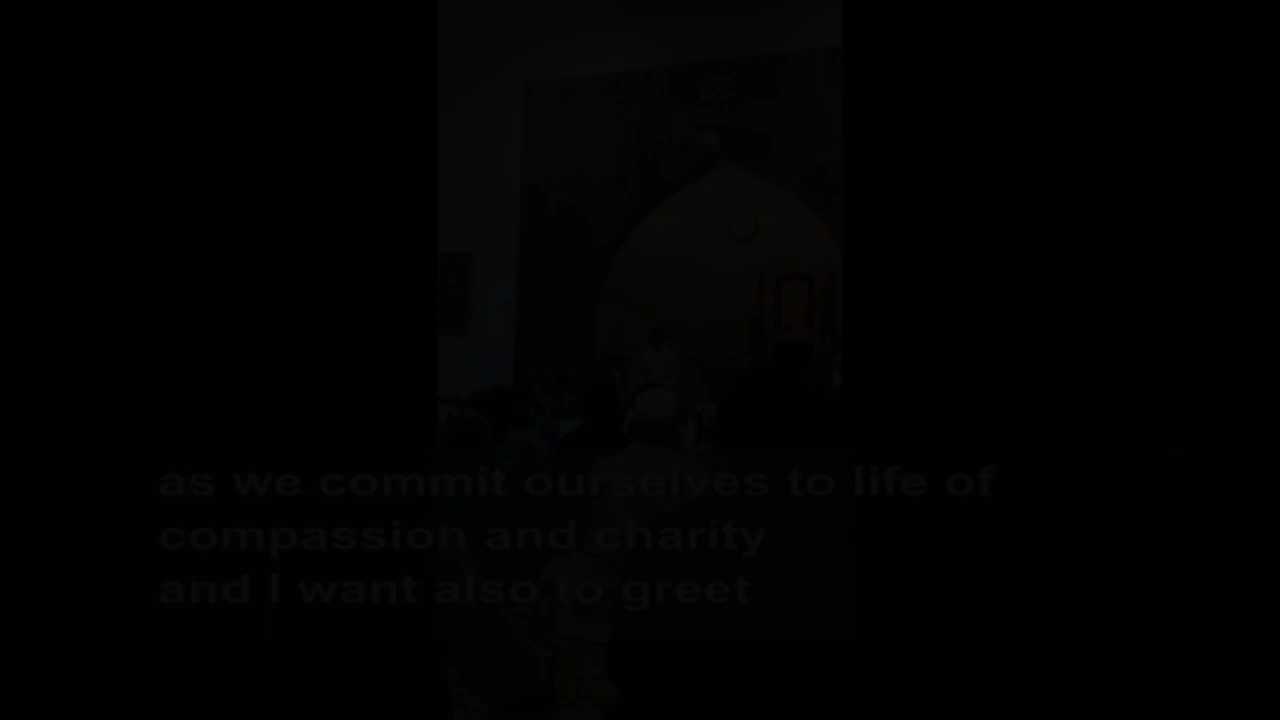 as we commit ourselves to life of
compassion and charity
and I want also to greet